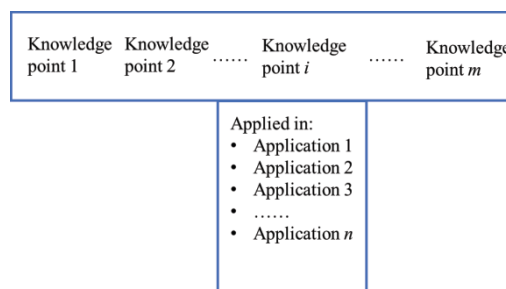 Knowledge Knowledge ...... Knowledge ...... Knowledge
point 1 point 2 point i point m
Applied in:
• Application 1
• Application 2
• Application 3
• ......
• Application n